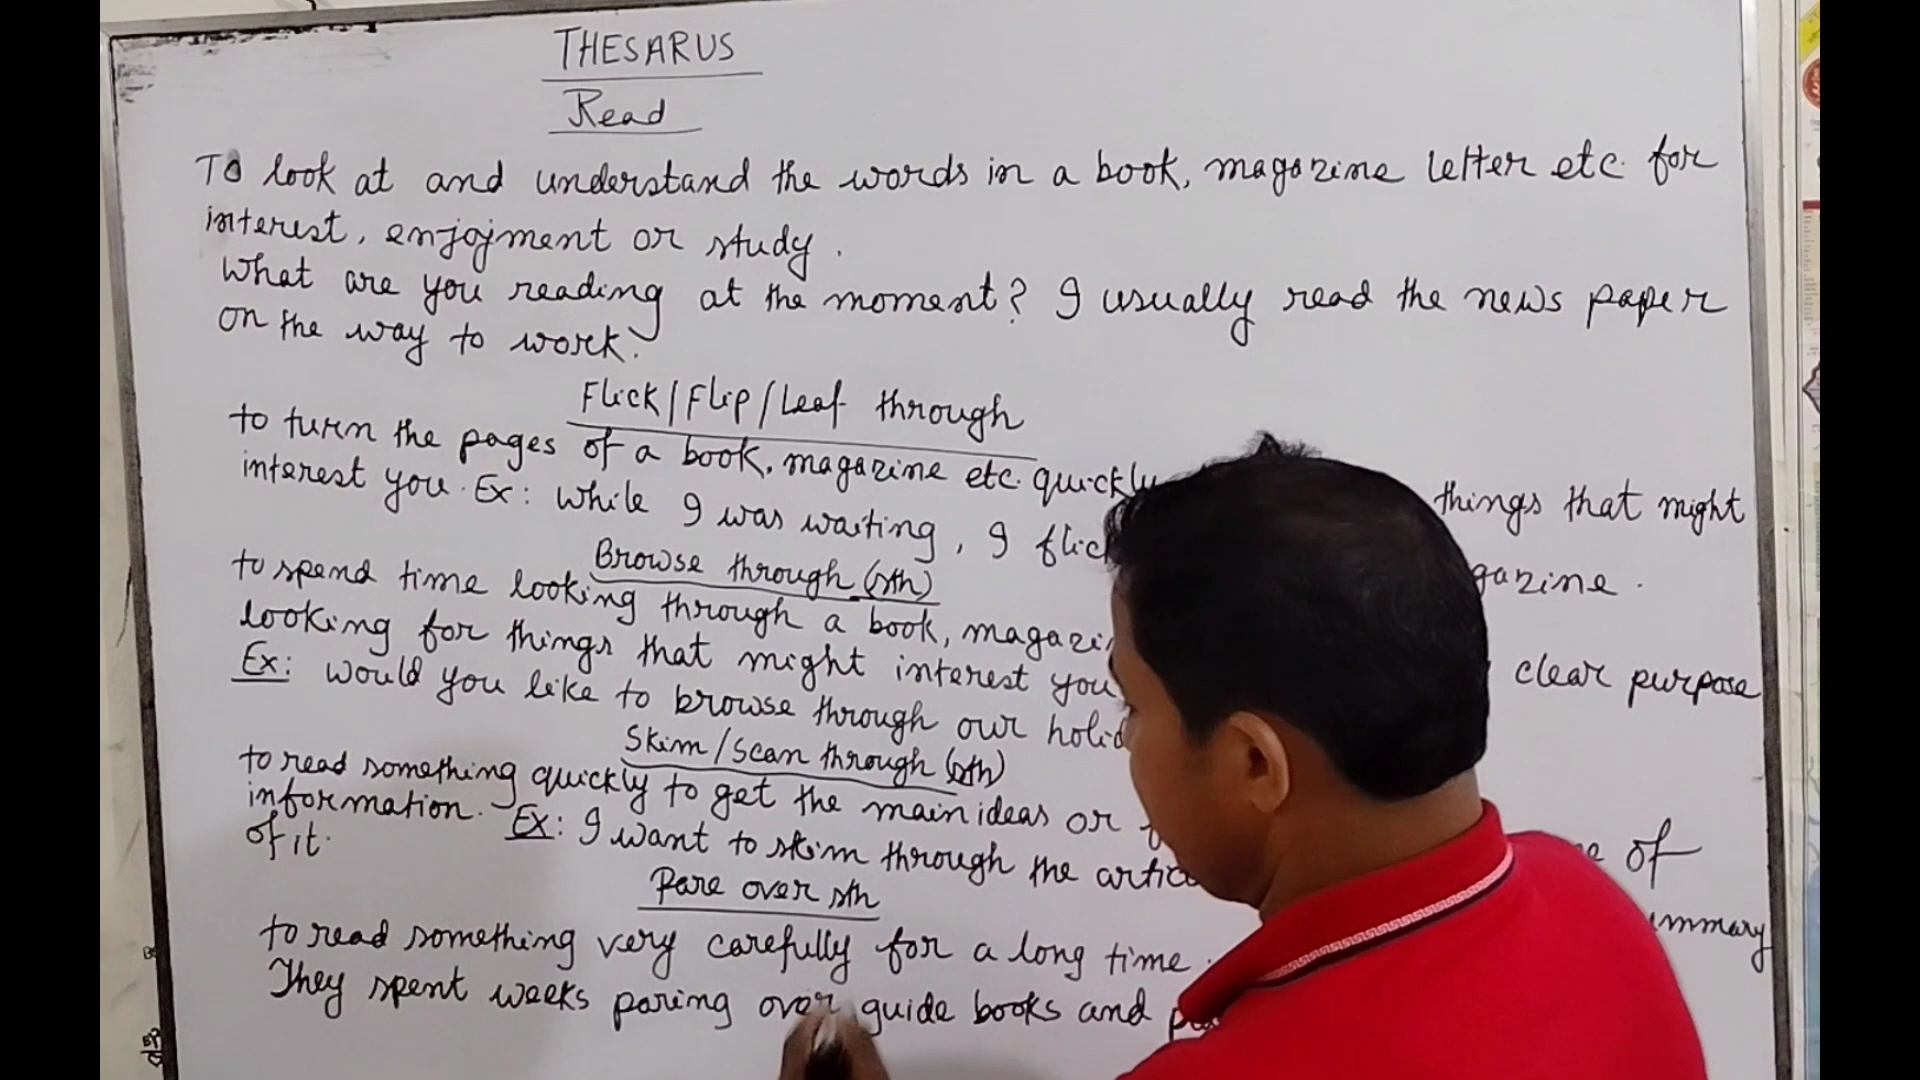 THESARUS
Read
To look at and understand the words in a book, magazine letter etc. for
interest, enjojment or study.
What are you reading at the moment? I usually read the news paper
on the way to work.
Flick/Flip/Leaf through
to turn the pages of a book, magazine etc. quickly things that might
interest you. Ex: While I was waiting, I
Browse through (sth)
to spend time looking through a book, clear purpose
looking for things that might interest you
Ex: Would you like to browse through our
Skim/Scan through (sth)
to read something quickly to get the main ideas or of
information. Ex: I want to skim through the
of it.
Pare over sth
to read something very carefully for a long time.
They spent weeks paring over guide books and